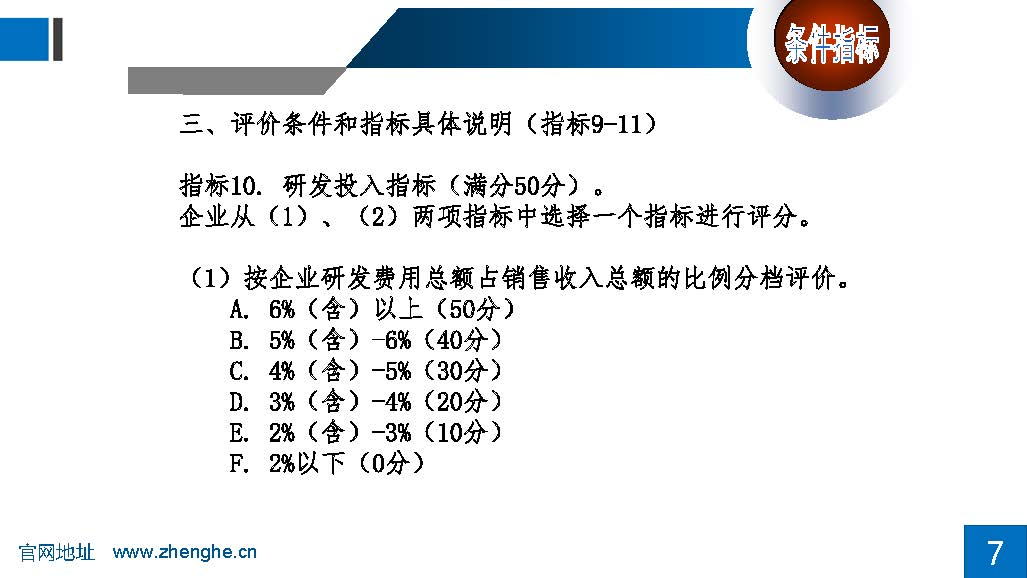 条件指标
三、评价条件和指标具体说明（指标9-11）
指标10. 研发投入指标（满分50分）。
企业从（1）、（2）两项指标中选择一个指标进行评分。
（1）按企业研发费用总额占销售收入总额的比例分档评价。
A. 6%（含）以上（50分）
B. 5%（含）-6%（40分）
C. 4%（含）-5%（30分）
D. 3%（含）-4%（20分）
E. 2%（含）-3%（10分）
F. 2%以下（0分）
官网地址 www.zhenghe.cn
7